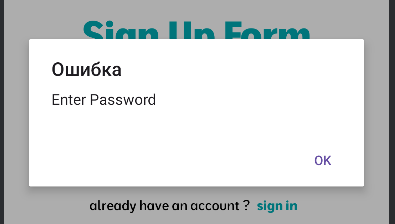 Sign Up Form
Ошибка
Enter Password
OK
already have an account ? sign in